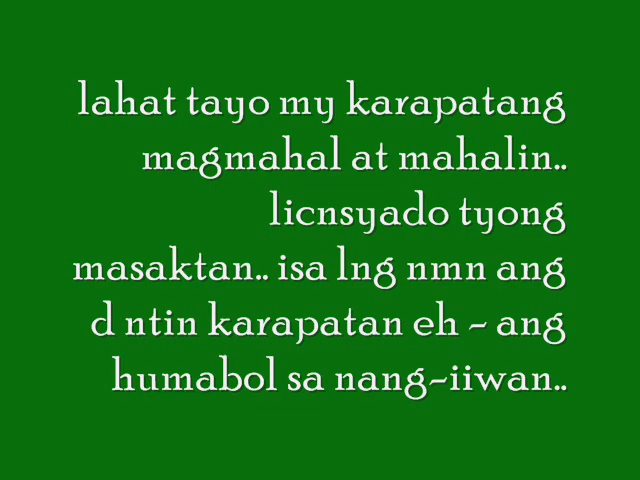 lahat tayo my karapatang
magmahal at mahalin..
licnsyado tyong
masaktan.. isa lng nmn ang
d ntin karapatan eh - ang
humabol sa nang-iiwan..